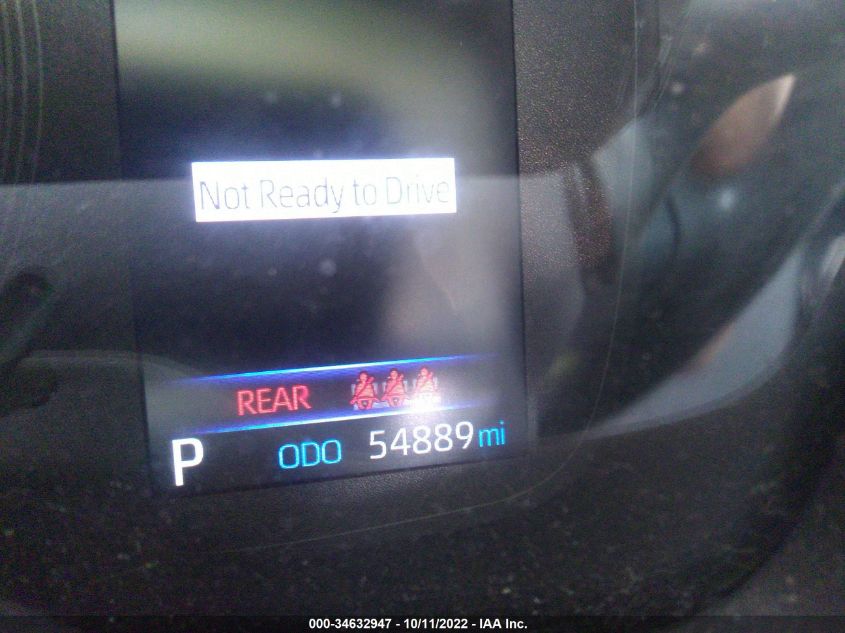 Not Ready to Drive
REAR
P ODO 54889 mi
000-34632947 - 10/11/2022 - IAA Inc.